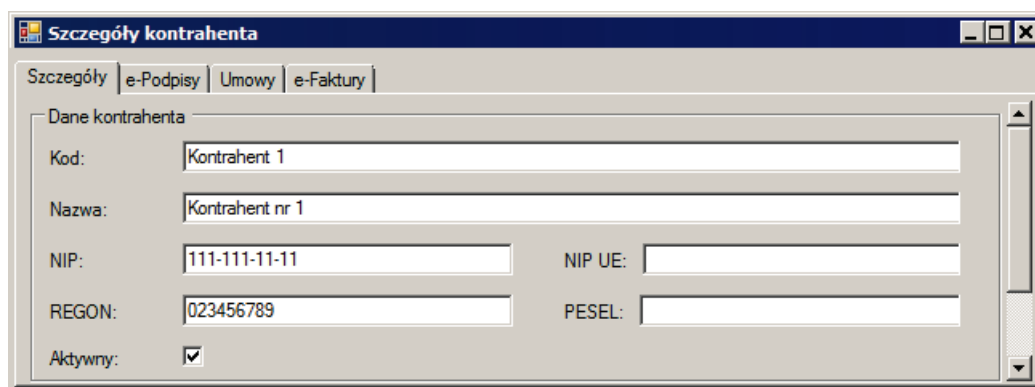 Szczegóły kontrahenta
Szczegóły e-Podpisy Umowy e-Faktury
Dane kontrahenta
Kod: Kontrahent 1
Nazwa: Kontrahent nr 1
NIP: 111-111-11-11 NIP UE:
REGON: 023456789 PESEL:
Aktywny: